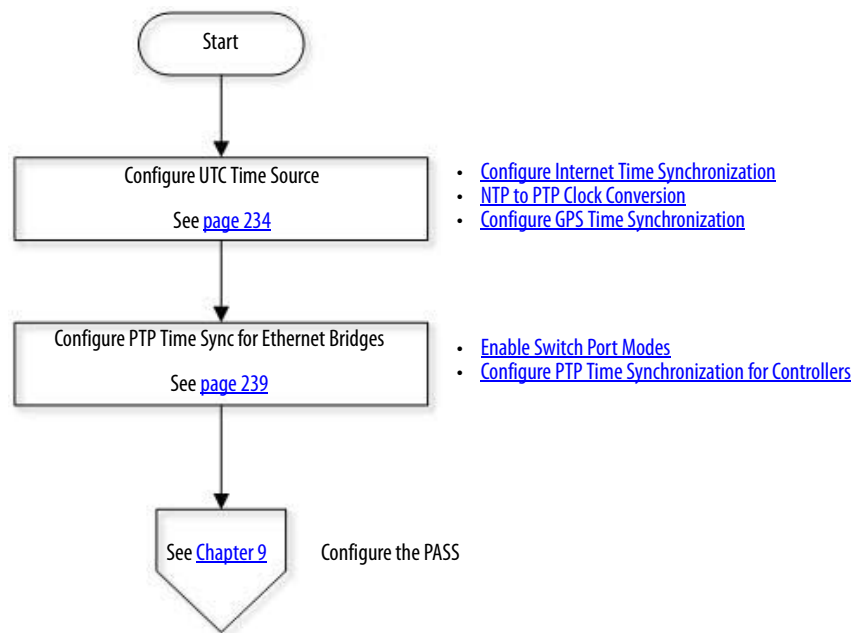 Start
Configure UTC Time Source
See page 234
• Configure Internet Time Synchronization
• NTP to PTP Clock Conversion
• Configure GPS Time Synchronization
Configure PTP Time Sync for Ethernet Bridges
See page 239
• Enable Switch Port Modes
• Configure PTP Time Synchronization for Controllers
See Chapter 9
Configure the PASS